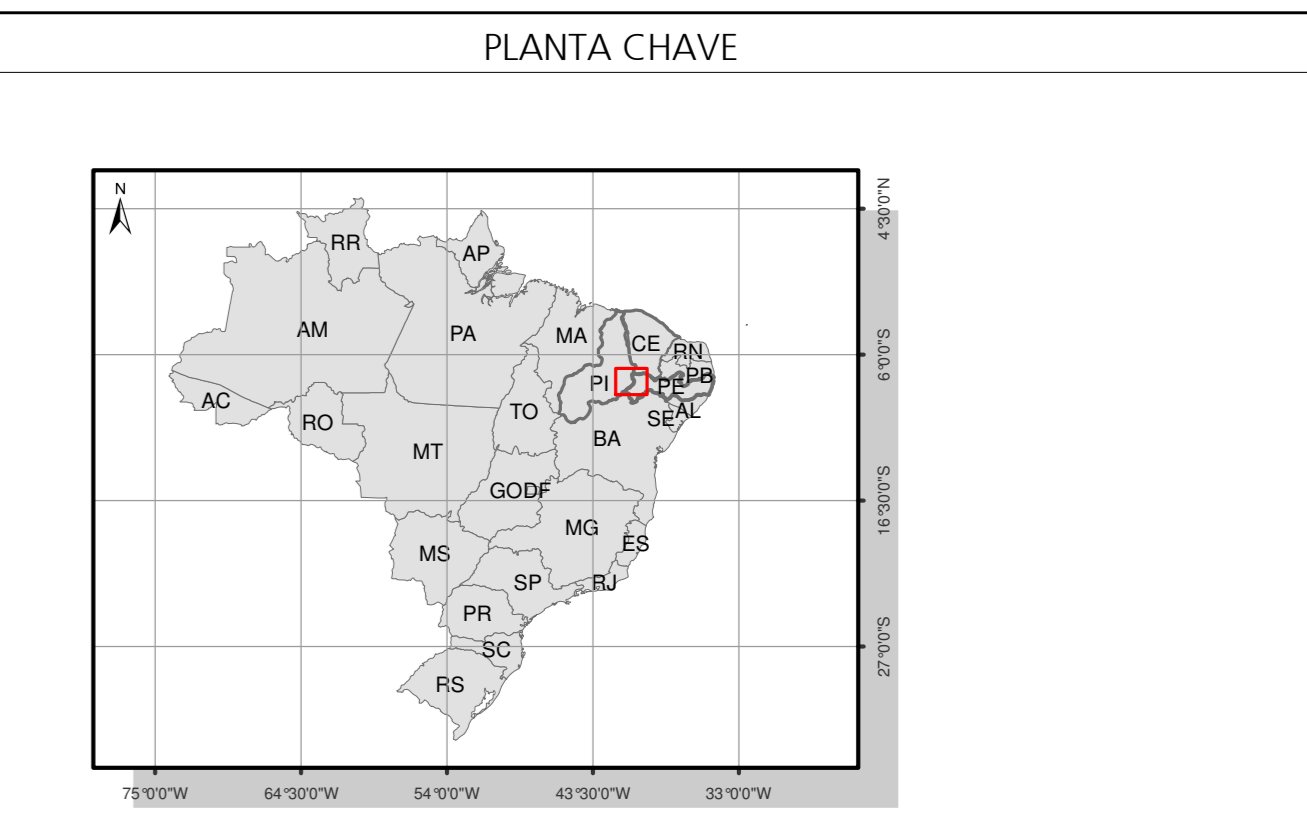 PLANTA CHAVE
N
4°30'0"N
RR
AP
AM
PA
MA
CE
RN
6°0'0"S
PI
PE
PB
AC
RO
TO
SE
AL
MT
BA
GO
DF
16°30'0"S
MG
MS
ES
SP
RJ
PR
SC
27°0'0"S
RS
75°0'0"W
64°30'0"W
54°0'0"W
43°30'0"W
33°0'0"W